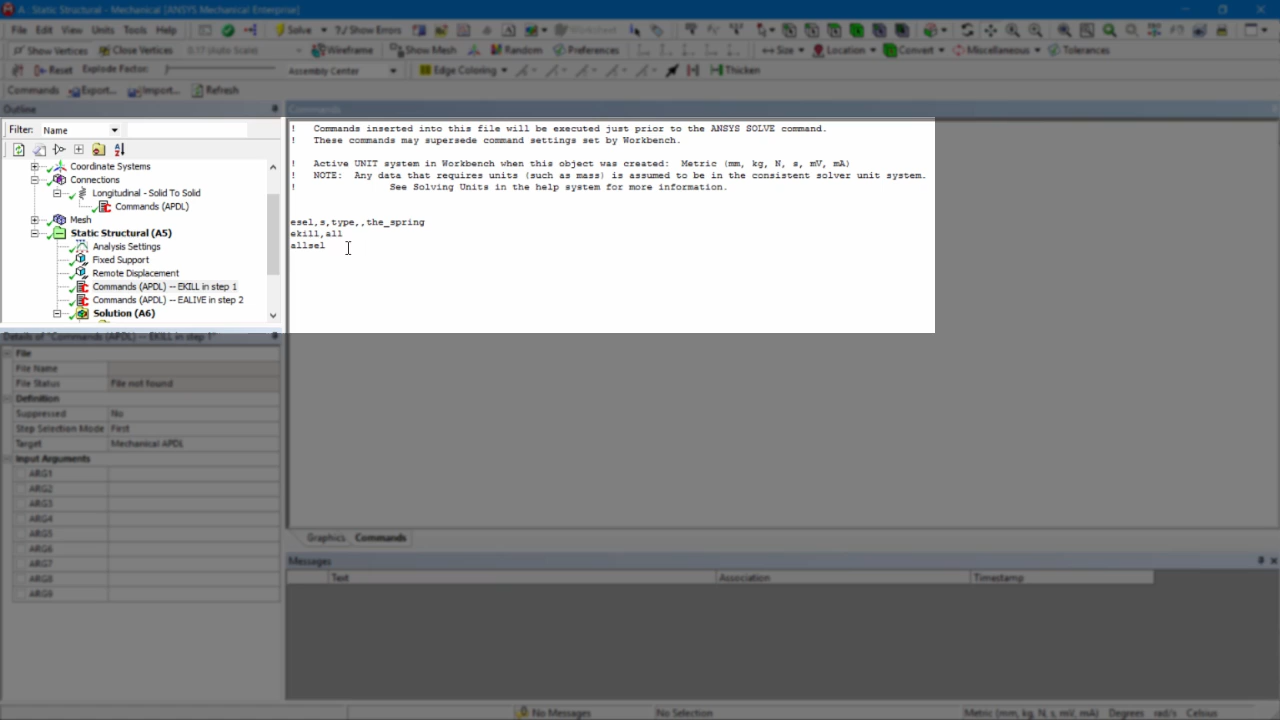 A : Static Structural - Mechanical [ANSYS Mechanical Enterprise]
File Edit View Units Tools Help Solve ?/ Show Errors Worksheet
Show Vertices Close Vertices 0.17 (Auto Scale) Wireframe Show Mesh Random Preferences Size Location Convert Miscellaneous Tolerances
Reset Explode Factor: Assembly Center Edge Coloring Thicken
Commands Export... Import... Refresh
Outline
Filter: Name
Coordinate Systems
Connections
Longitudinal - Solid To Solid
Commands (APDL)
Mesh
Static Structural (A5)
Analysis Settings
Fixed Support
Remote Displacement
Commands (APDL) -- EKILL in step 1
Commands (APDL) -- EALIVE in step 2
Solution (A6)
Details of "Commands (APDL) -- EKILL in step 1"
File
File Name
File Status File not found
Definition
Suppressed No
Step Selection Mode First
Target Mechanical APDL
Input Arguments
ARG1
ARG2
ARG3
ARG4
ARG5
ARG6
ARG7
ARG8
ARG9
Commands
! Commands inserted into this file will be executed just prior to the ANSYS SOLVE command.
! These commands may supersede command settings set by Workbench.
! Active UNIT system in Workbench when this object was created: Metric (mm, kg, N, s, mV, mA)
! NOTE: Any data that requires units (such as mass) is assumed to be in the consistent solver unit system.
! See Solving Units in the help system for more information.
esel,s,type,,the_spring
ekill,all
allsel
Graphics Commands
Messages
Text Association Timestamp
No Messages No Selection Metric (mm, kg, N, s, mV, mA) Degrees rad/s Celsius